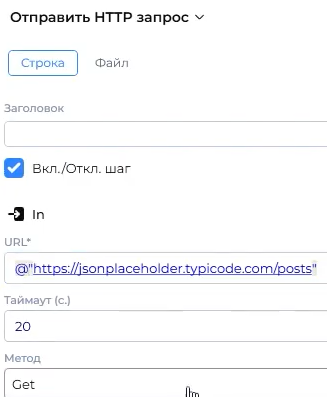 Отправить HTTP запрос
Строка Файл
Заголовок
Вкл./Откл. шаг
In
URL*
@"https://jsonplaceholder.typicode.com/posts"
Таймаут (с.)
20
Метод
Get